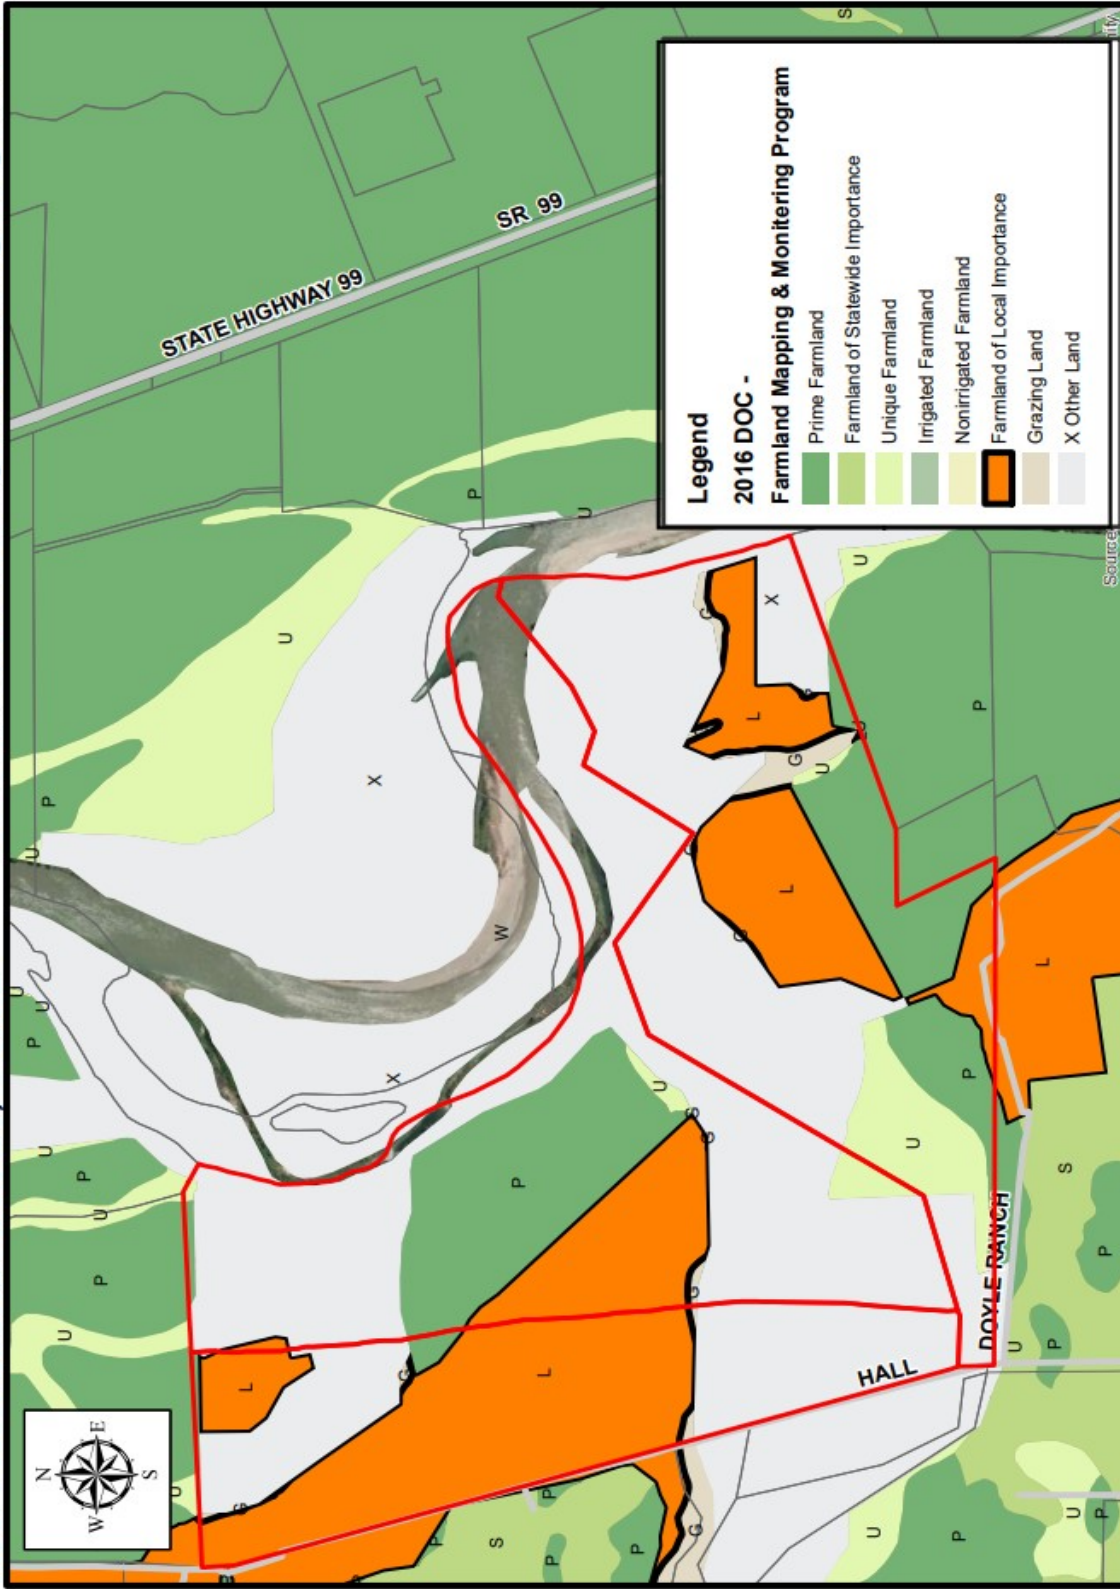 N
W
E
S
STATE HIGHWAY 99
SR 99
HALL
DOYLE RANCH
Legend
2016 DOC -
Farmland Mapping & Monitering Program
Prime Farmland
Farmland of Statewide Importance
Unique Farmland
Irrigated Farmland
Nonirrigated Farmland
Farmland of Local Importance
Grazing Land
X Other Land
Source
P
U
X
W
L
G
S